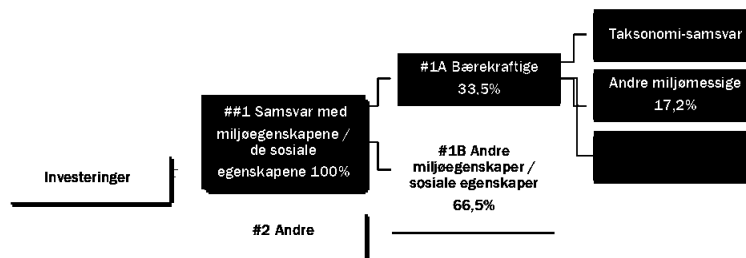 Investeringer
##1 Samsvar med
miljøegenskapene /
de sosiale
egenskapene 100%
#2 Andre
#1A Bærekraftige
33,5%
#1B Andre
miljøegenskaper /
sosiale egenskaper
66,5%
Taksonomi-samsvar
Andre miljømessige
17,2%